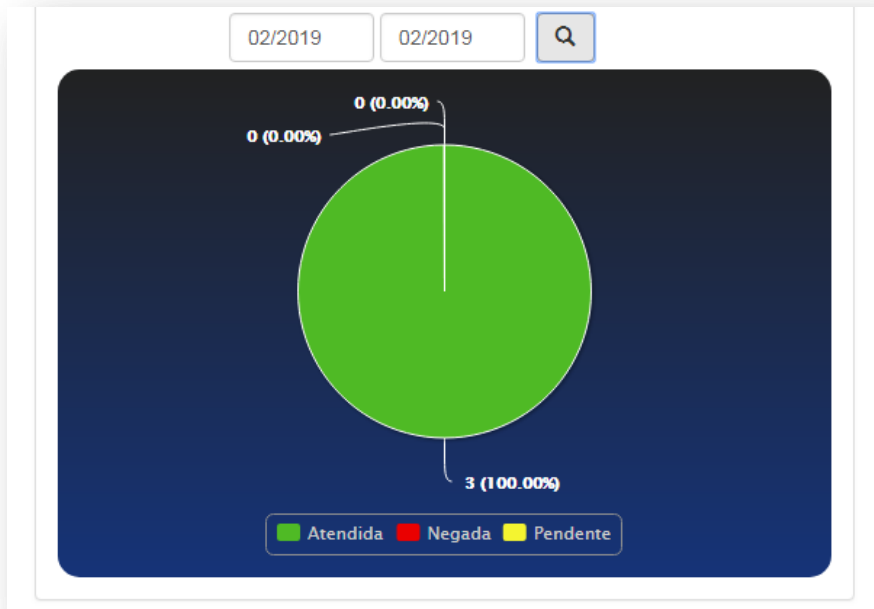 02/2019 02/2019
0 (0.00%)
0 (0.00%)
3 (100.00%)
Atendida Negada Pendente